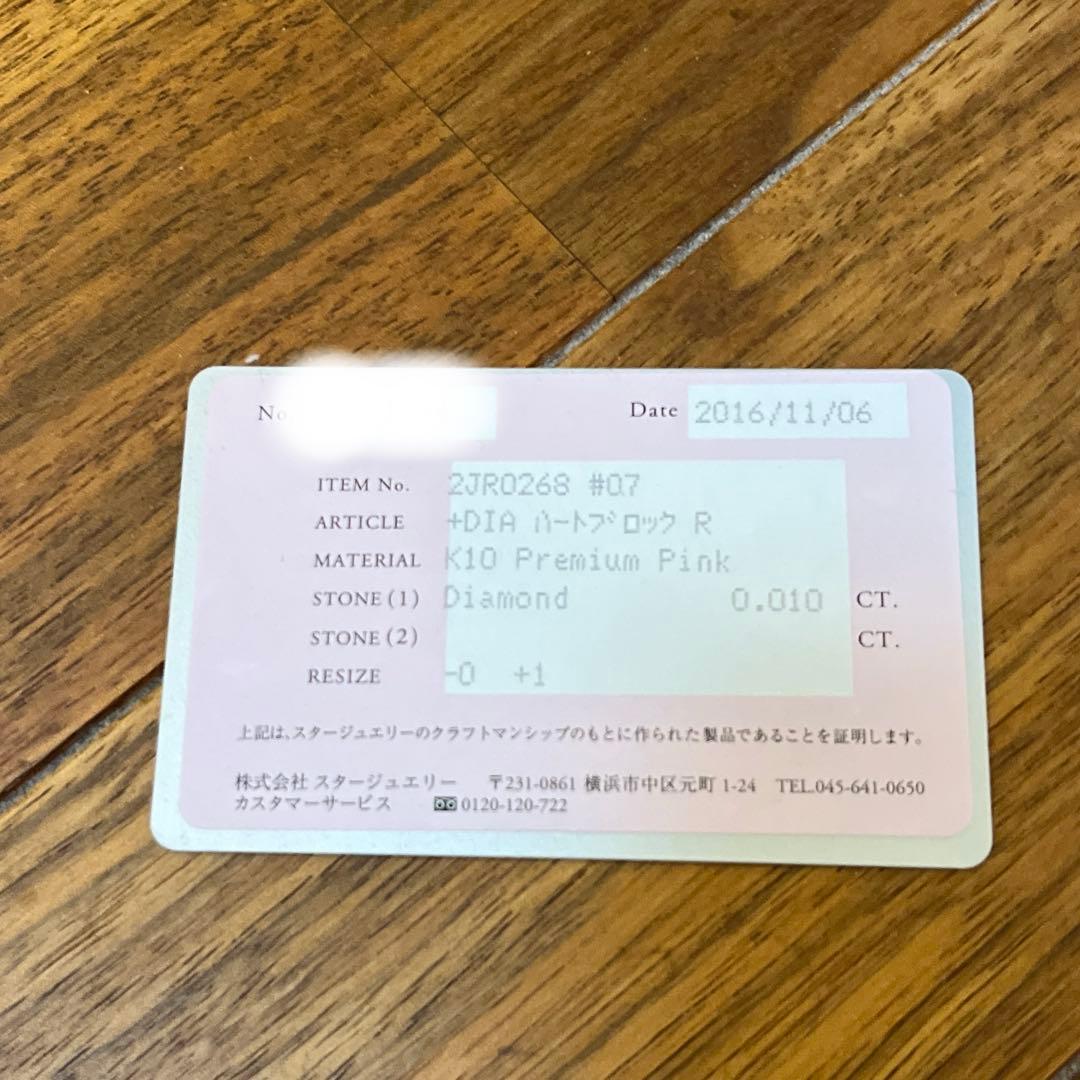 No
Date 2016/11/06
ITEM No. 2JR0268 #07
ARTICLE +DIA ﾊｰﾄﾌﾞﾛｯｸ R
MATERIAL K10 Premium Pink
STONE (1) Diamond 0.010 CT.
STONE (2) CT.
RESIZE -0 +1
上記は、スタージュエリーのクラフトマンシップのもとに作られた製品であることを証明します。
株式会社 スタージュエリー 〒231-0861 横浜市中区元町 1-24 TEL.045-641-0650
カスタマーサービス 0120-120-722